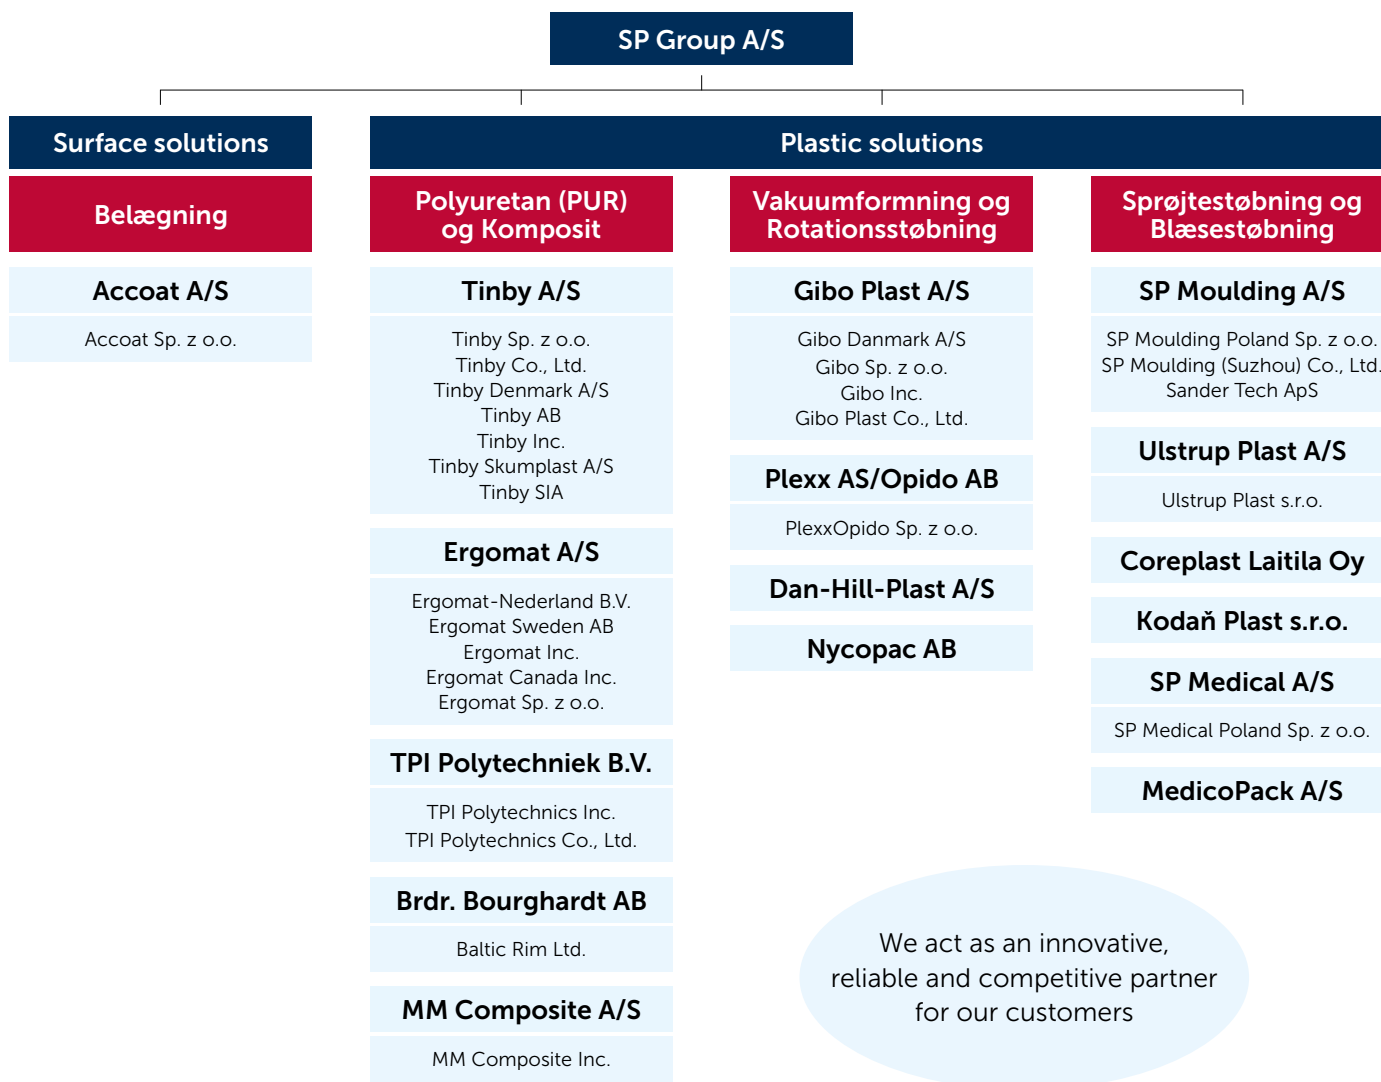 SP Group A/S
Surface solutions
Plastic solutions
Belægning
Accoat A/S
Accoat Sp. z o.o.
Polyuretan (PUR)
og Komposit
Tinby A/S
Tinby Sp. z o.o.
Tinby Co., Ltd.
Tinby Denmark A/S
Tinby AB
Tinby Inc.
Tinby Skumplast A/S
Tinby SIA
Ergomat A/S
Ergomat-Nederland B.V.
Ergomat Sweden AB
Ergomat Inc.
Ergomat Canada Inc.
Ergomat Sp. z o.o.
TPI Polytechniek B.V.
TPI Polytechnics Inc.
TPI Polytechnics Co., Ltd.
Brdr. Bourghardt AB
Baltic Rim Ltd.
MM Composite A/S
MM Composite Inc.
Vakuumformning og
Rotationsstøbning
Gibo Plast A/S
Gibo Danmark A/S
Gibo Sp. z o.o.
Gibo Inc.
Gibo Plast Co., Ltd.
Plexx AS/Opido AB
PlexxOpido Sp. z o.o.
Dan-Hill-Plast A/S
Nycopac AB
Sprøjtestøbning og
Blæsestøbning
SP Moulding A/S
SP Moulding Poland Sp. z o.o.
SP Moulding (Suzhou) Co., Ltd.
Sander Tech ApS
Ulstrup Plast A/S
Ulstrup Plast s.r.o.
Coreplast Laitila Oy
Kodaň Plast s.r.o.
SP Medical A/S
SP Medical Poland Sp. z o.o.
MedicoPack A/S
We act as an innovative,
reliable and competitive partner
for our customers